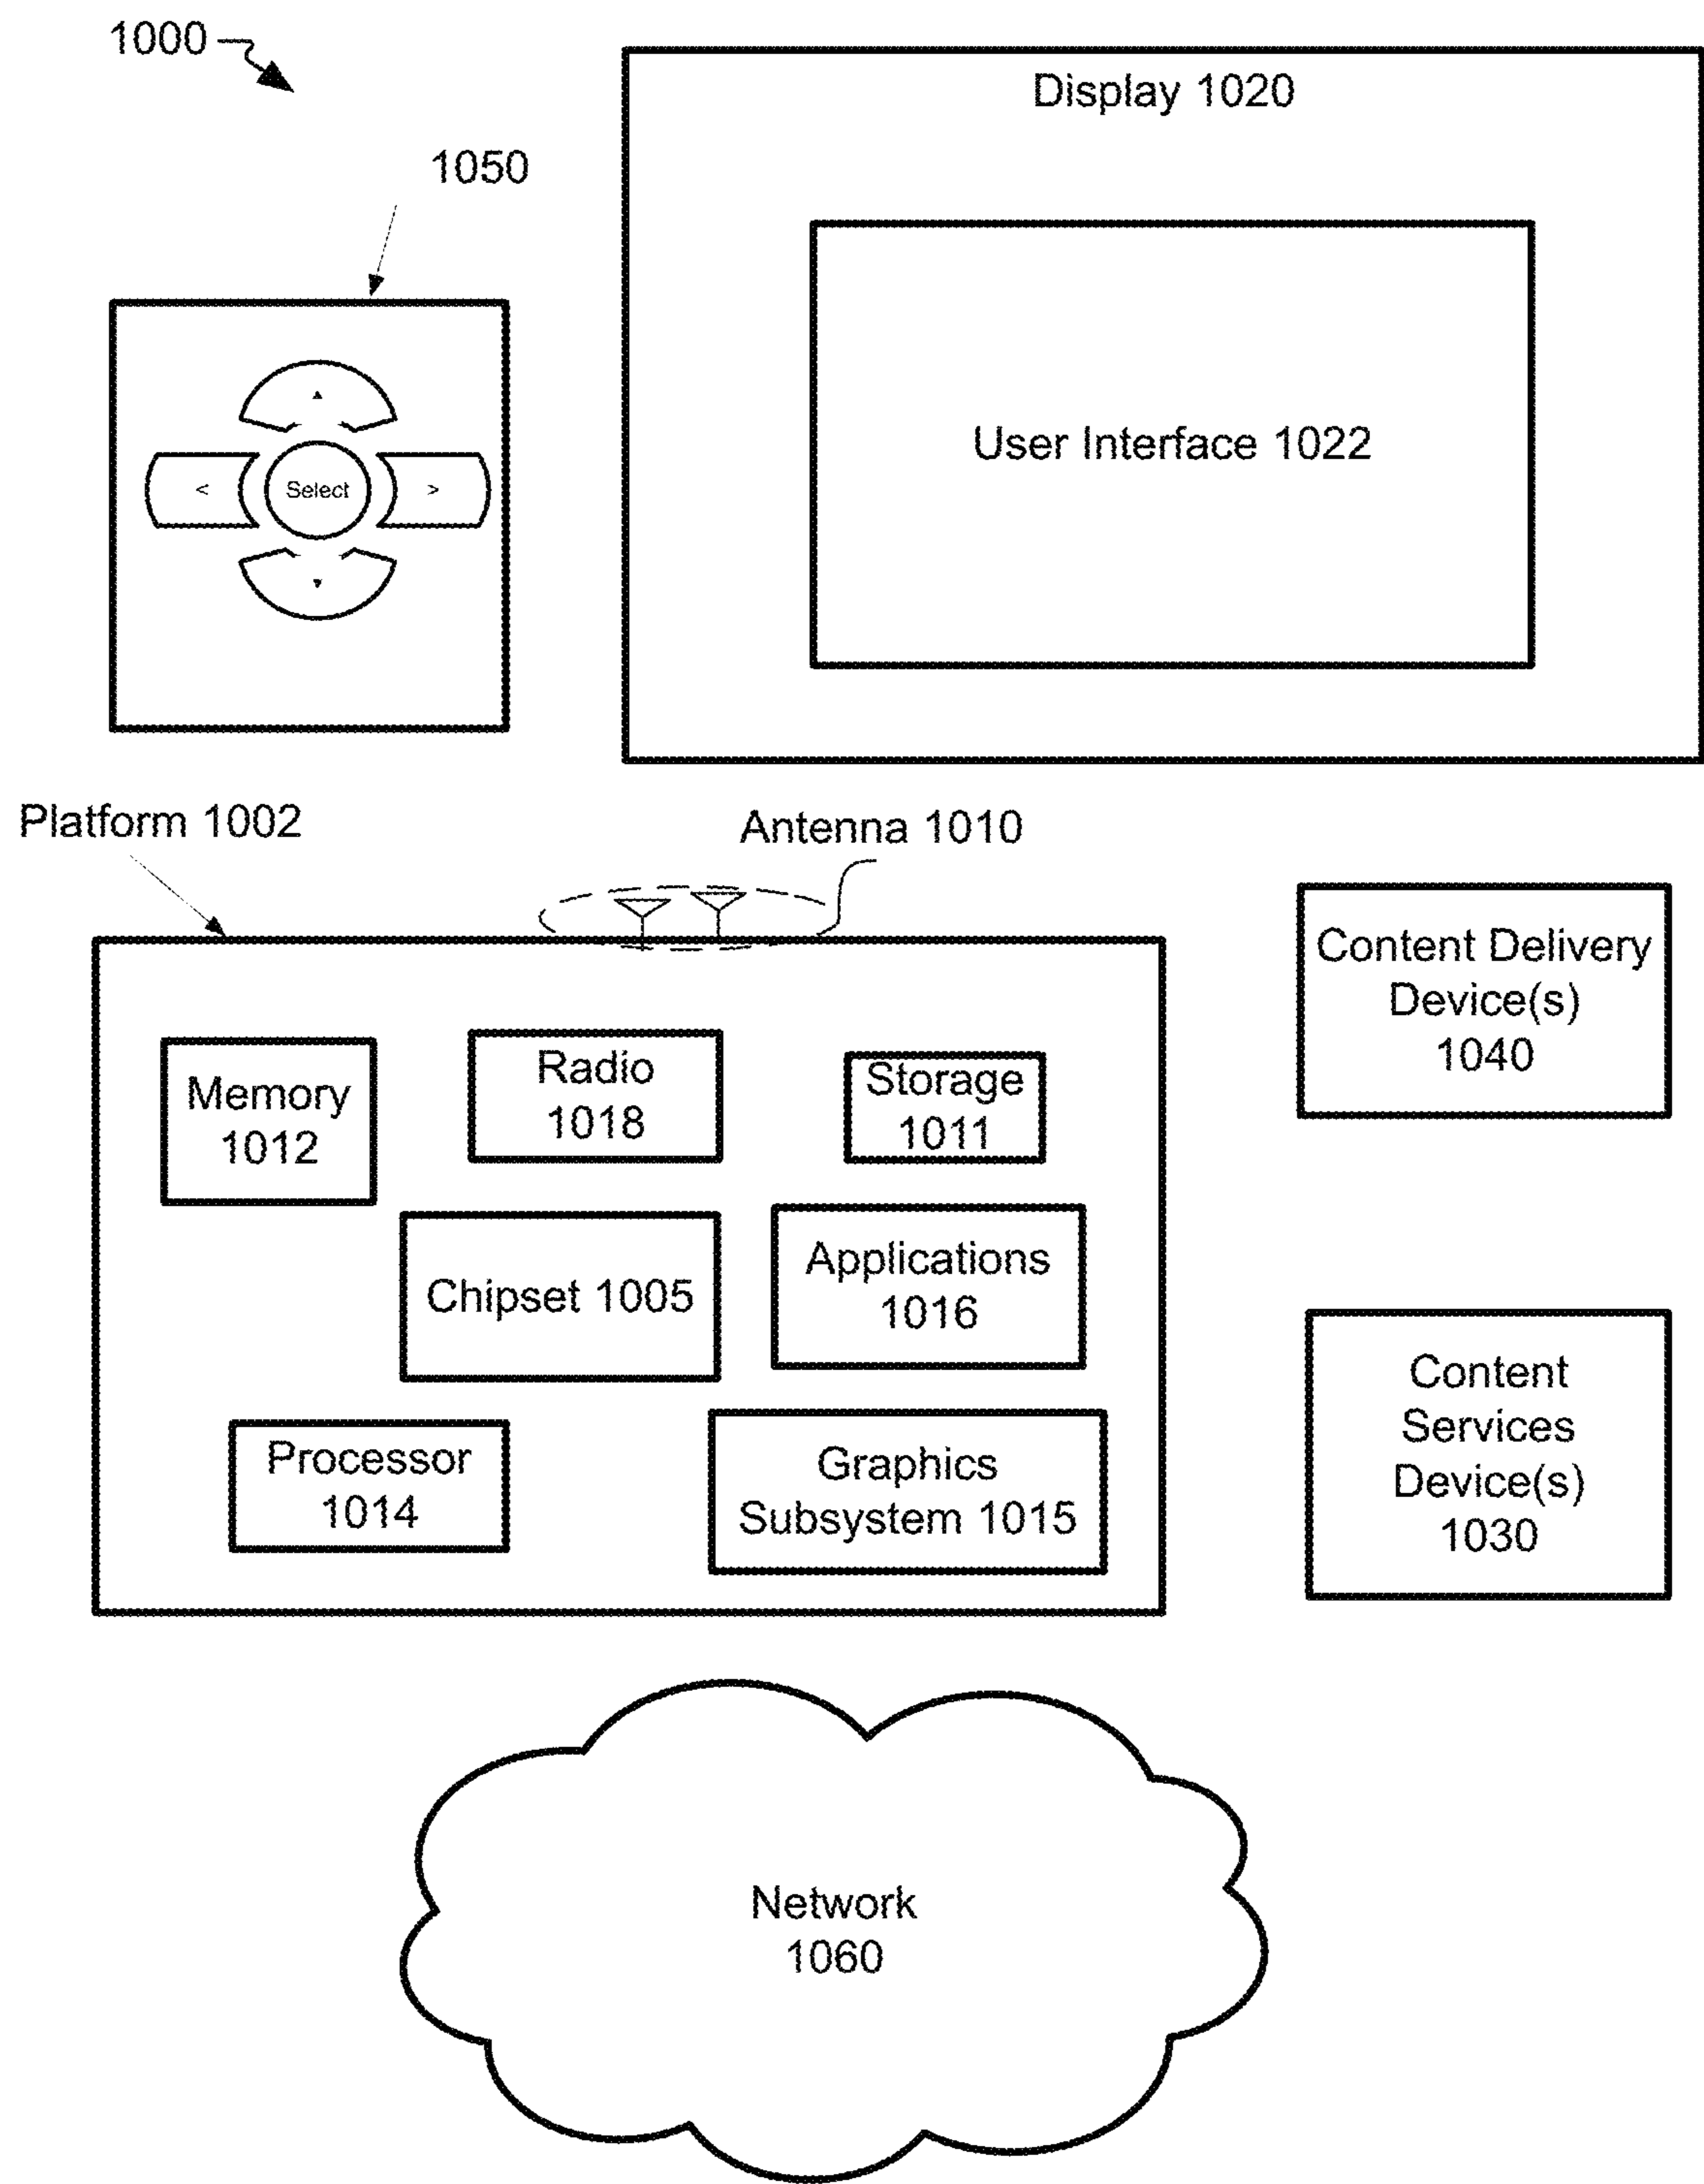 1000
Display 1020
1050
User Interface 1022
<
Select
>
Platform 1002
Antenna 1010
Content Delivery
Device(s)
1040
Memory
1012
Radio
1018
Storage
1011
Chipset 1005
Applications
1016
Content
Services
Device(s)
1030
Processor
1014
Graphics
Subsystem 1015
Network
1060